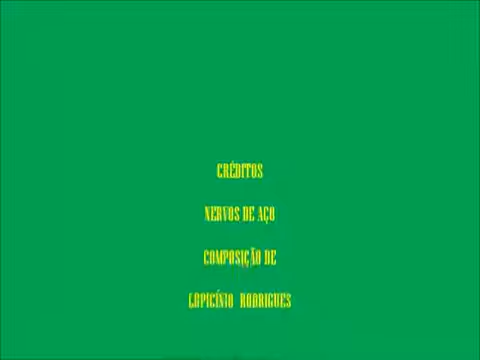 CRÉDITOS
NERVOS DE AÇO
COMPOSIÇÃO DE
LUPICÍNIO RODRIGUES